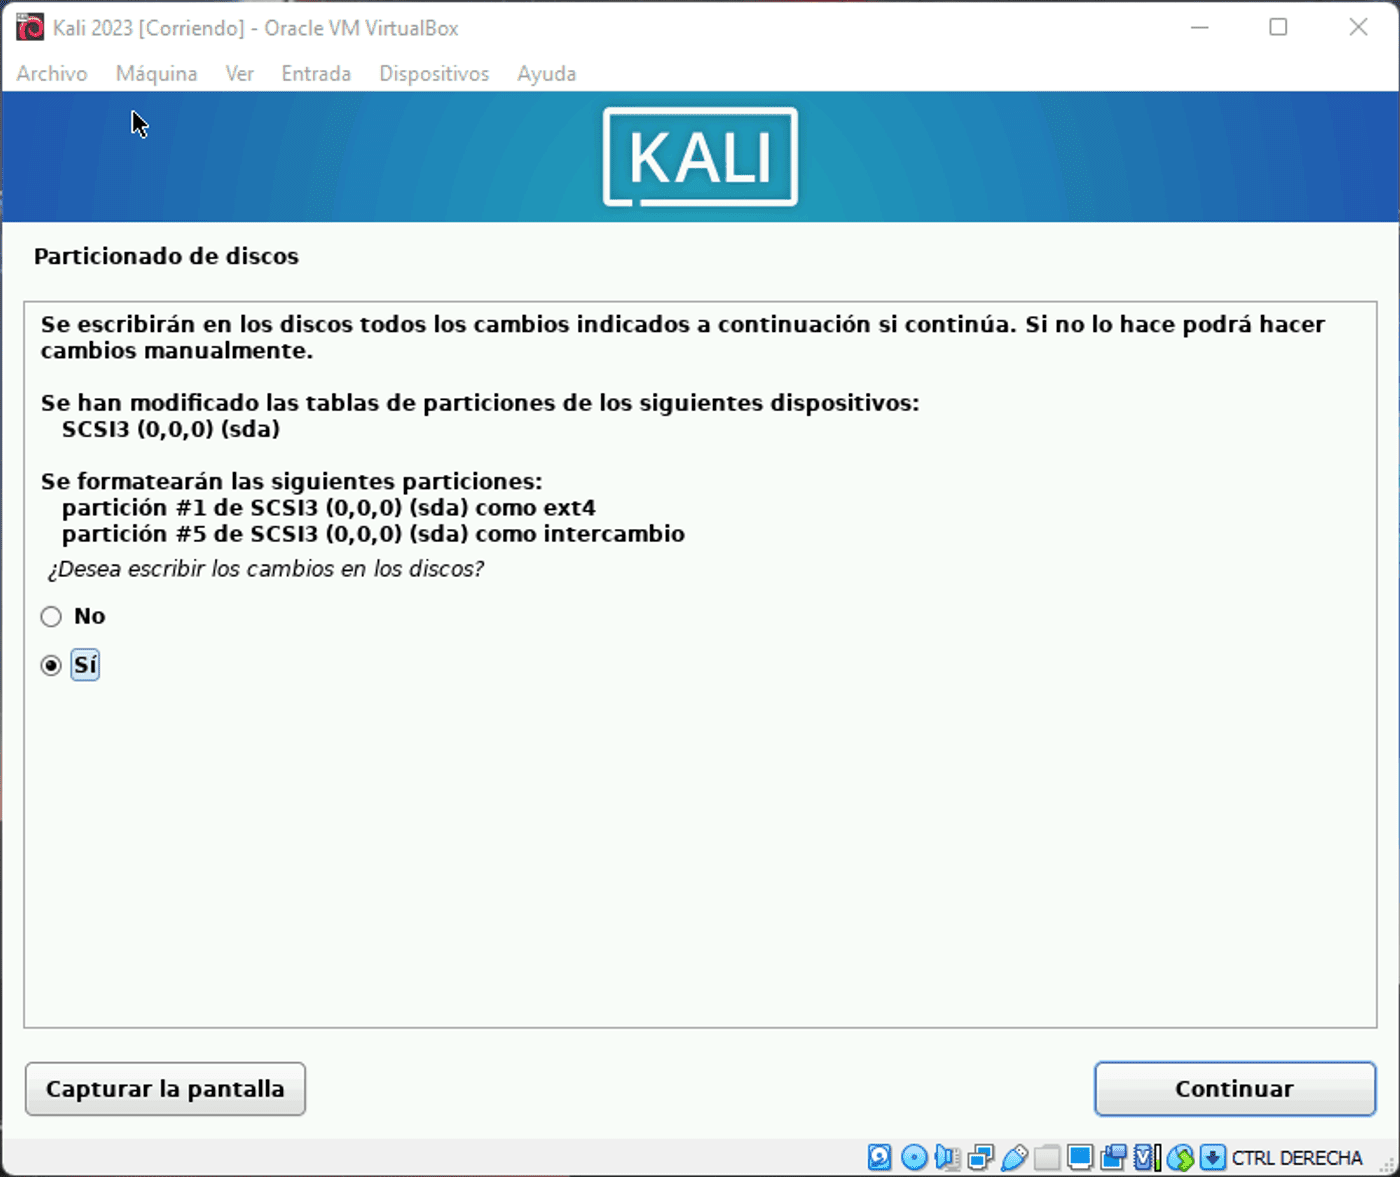 Kali 2023 [Corriendo] - Oracle VM VirtualBox
Archivo Máquina Ver Entrada Dispositivos Ayuda
KALI
Particionado de discos
Se escribirán en los discos todos los cambios indicados a continuación si continúa. Si no lo hace podrá hacer
cambios manualmente.
Se han modificado las tablas de particiones de los siguientes dispositivos:
SCSI3 (0,0,0) (sda)
Se formatearán las siguientes particiones:
partición #1 de SCSI3 (0,0,0) (sda) como ext4
partición #5 de SCSI3 (0,0,0) (sda) como intercambio
¿Desea escribir los cambios en los discos?
No
Sí
Capturar la pantalla
Continuar
CTRL DERECHA